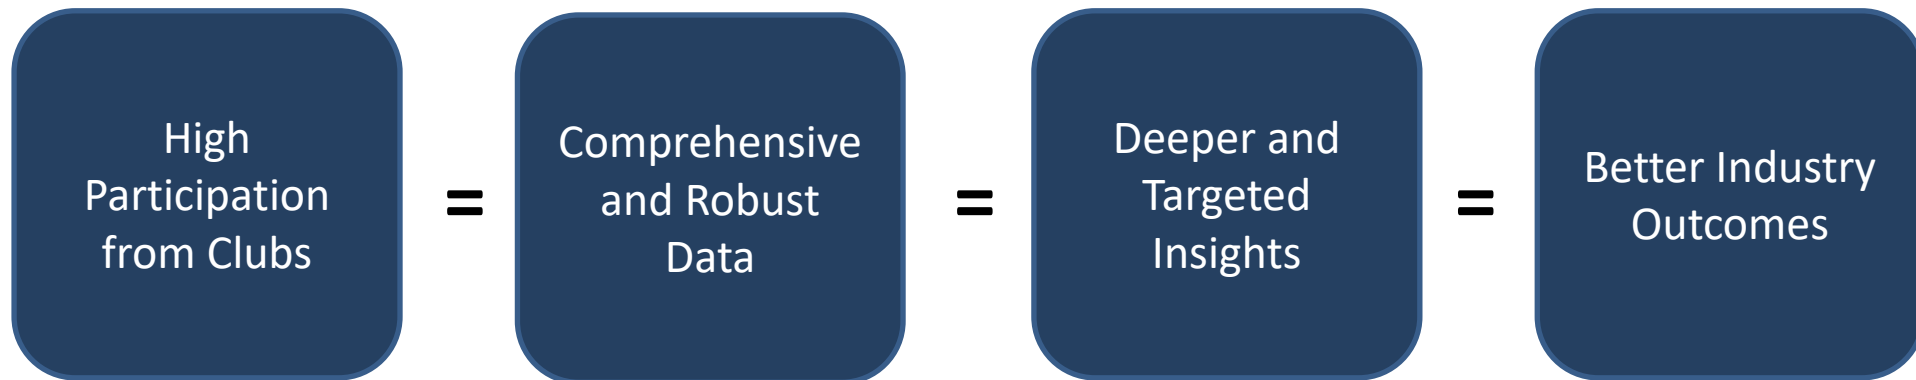 High
Participation
from Clubs
=
Comprehensive
and Robust
Data
=
Deeper and
Targeted
Insights
=
Better Industry
Outcomes